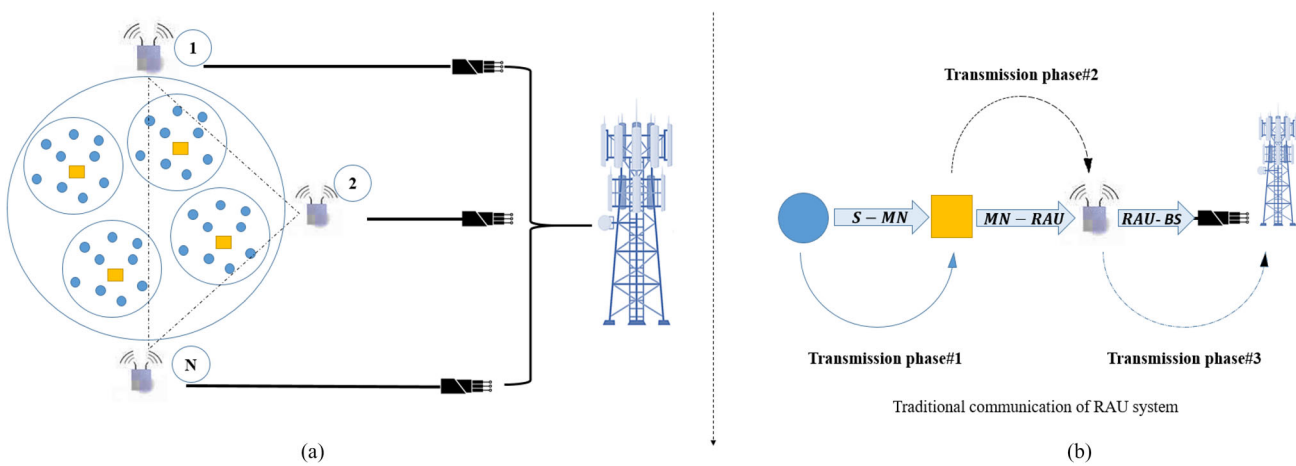 1
2
N
(a)
Transmission phase#2
S − MN
MN − RAU
RAU- BS
Transmission phase#1
Transmission phase#3
Traditional communication of RAU system
(b)